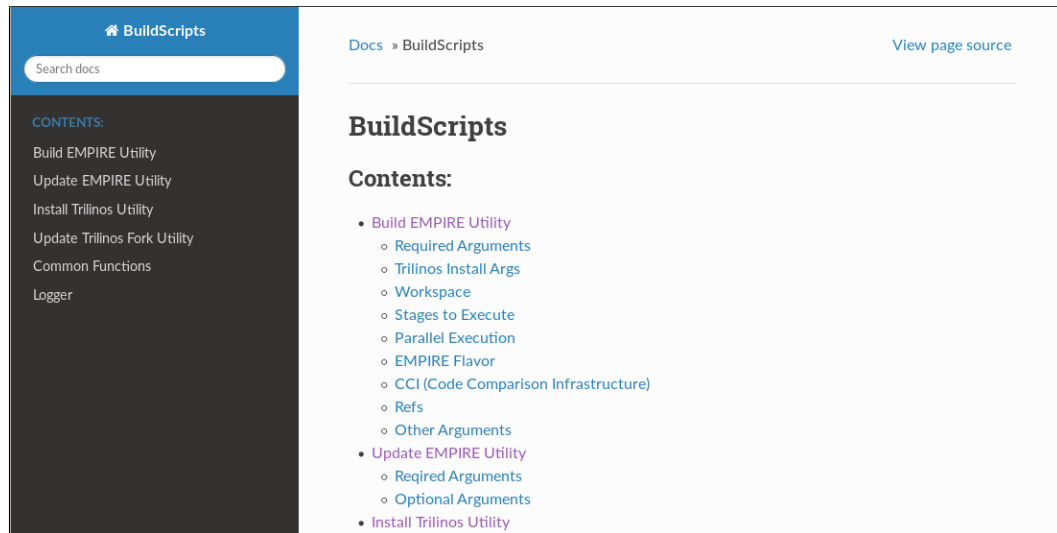 BuildScripts
Search docs
CONTENTS:
Build EMPIRE Utility
Update EMPIRE Utility
Install Trilinos Utility
Update Trilinos Fork Utility
Common Functions
Logger
Docs » BuildScripts
View page source
BuildScripts
Contents:
• Build EMPIRE Utility
◦ Required Arguments
◦ Trilinos Install Args
◦ Workspace
◦ Stages to Execute
◦ Parallel Execution
◦ EMPIRE Flavor
◦ CCI (Code Comparison Infrastructure)
◦ Refs
◦ Other Arguments
• Update EMPIRE Utility
◦ Reqired Arguments
◦ Optional Arguments
• Install Trilinos Utility